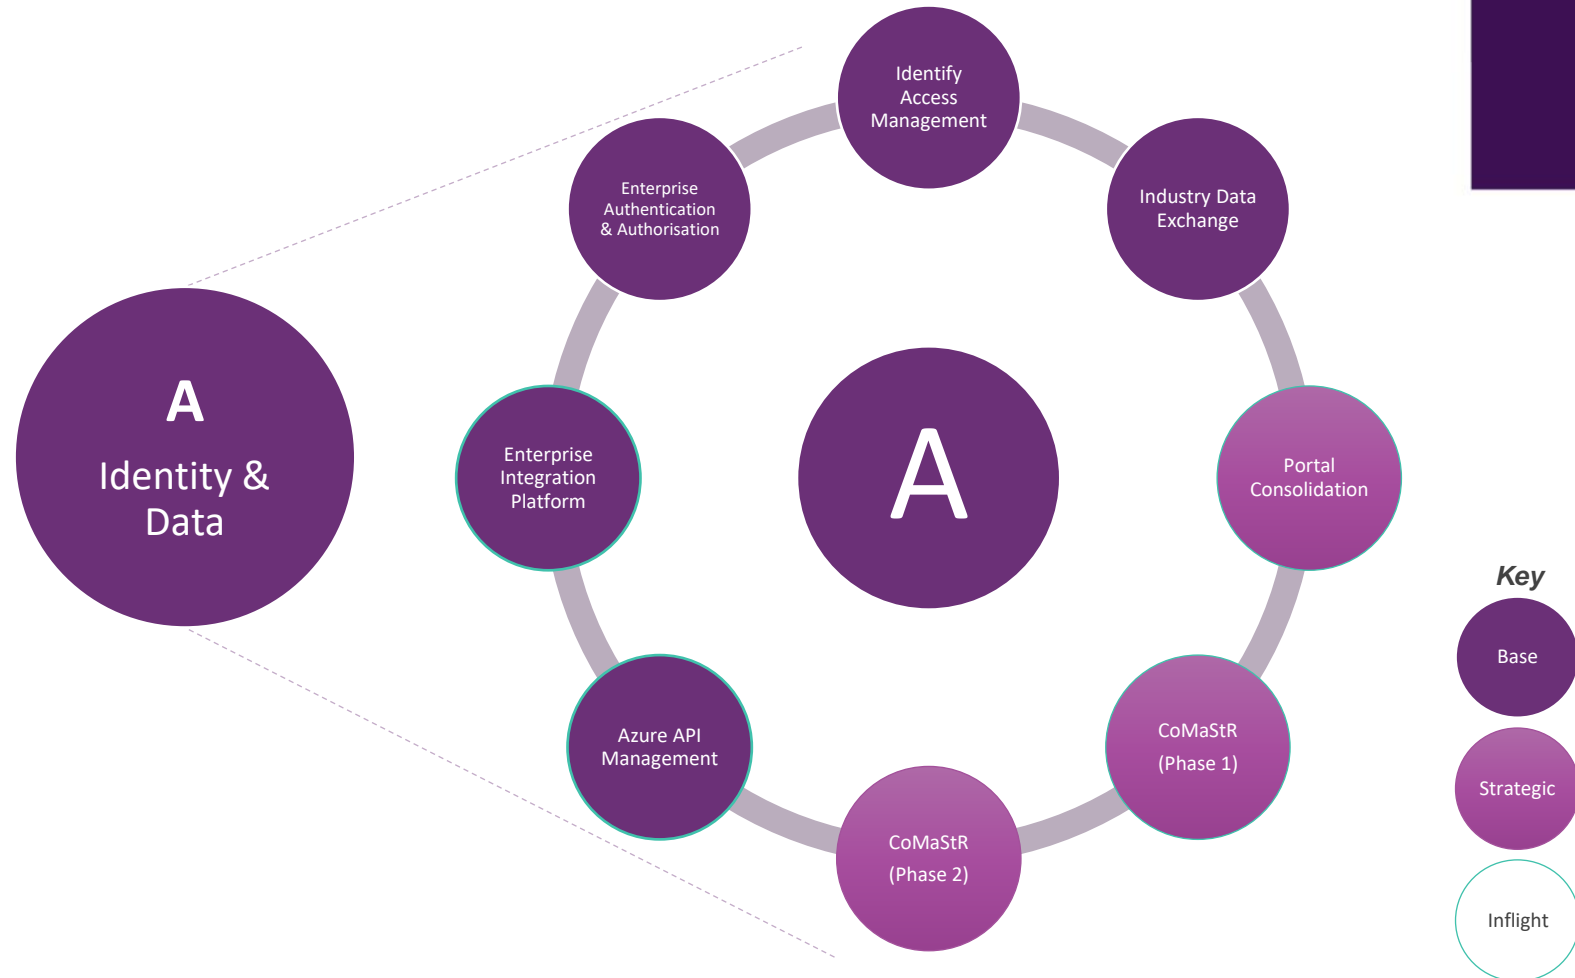 A
Identity &
Data
Identify
Access
Management
Industry Data
Exchange
Portal
Consolidation
CoMaStR
(Phase 1)
CoMaStR
(Phase 2)
Azure API
Management
Enterprise
Integration
Platform
Enterprise
Authentication
& Authorisation
A
Key
Base
Strategic
Inflight